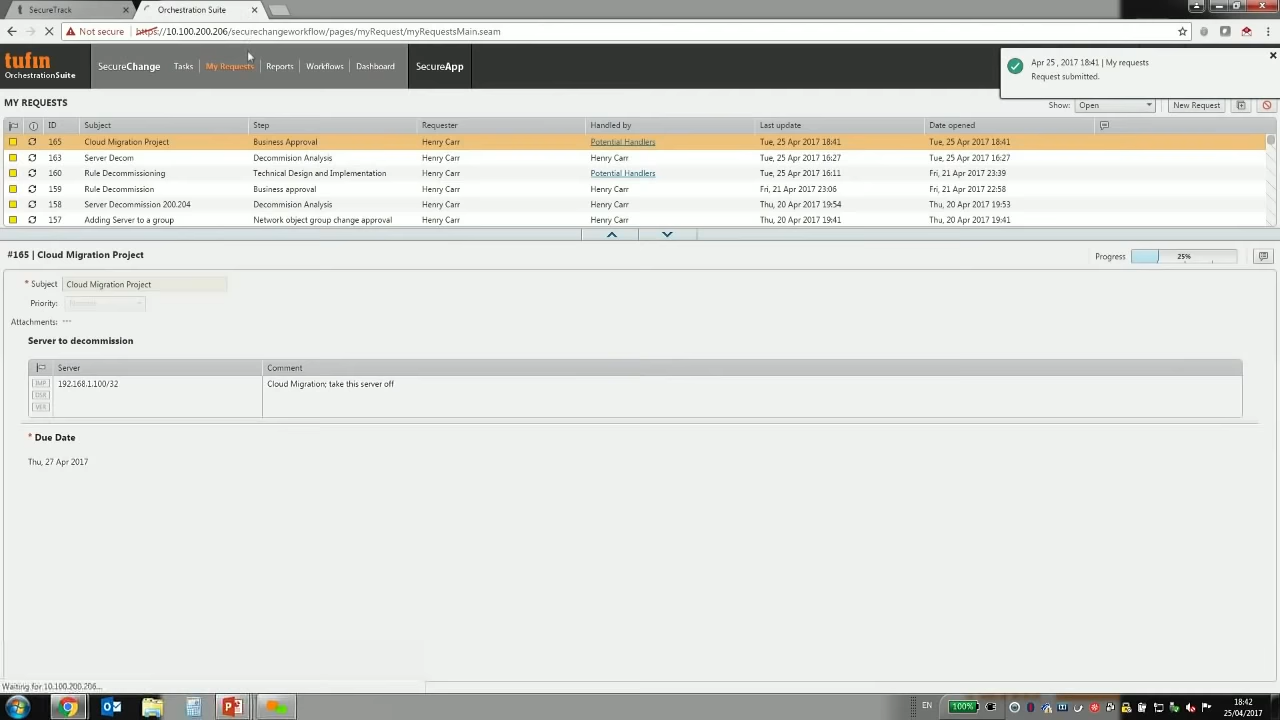 SecureTrack
Orchestration Suite
Not secure https://10.100.200.206/securechangeworkflow/pages/myRequest/myRequestsMain.seam
tufin
OrchestrationSuite
SecureChange Tasks My Requests Reports Workflows Dashboard SecureApp
Apr 25 , 2017 18:41 | My requests
Request submitted.
MY REQUESTS
Show: Open New Request
ID Subject Step Requester Handled by Last update Date opened
165 Cloud Migration Project Business Approval Henry Carr Potential Handlers Tue, 25 Apr 2017 18:41 Tue, 25 Apr 2017 18:41
163 Server Decom Decommision Analysis Henry Carr Henry Carr Tue, 25 Apr 2017 16:27 Tue, 25 Apr 2017 16:27
160 Rule Decommissioning Technical Design and Implementation Henry Carr Potential Handlers Tue, 25 Apr 2017 16:11 Fri, 21 Apr 2017 23:39
159 Rule Decommission Business approval Henry Carr Henry Carr Fri, 21 Apr 2017 23:06 Fri, 21 Apr 2017 22:58
158 Server Decommission 200.204 Decommision Analysis Henry Carr Henry Carr Thu, 20 Apr 2017 19:54 Thu, 20 Apr 2017 19:53
157 Adding Server to a group Network object group change approval Henry Carr Henry Carr Thu, 20 Apr 2017 19:41 Thu, 20 Apr 2017 19:41
#165 | Cloud Migration Project
Progress 25%
* Subject Cloud Migration Project
Priority:
Attachments: ---
Server to decommission
Server Comment
192.168.1.100/32 Cloud Migration; take this server off
IMP
DSR
VER
* Due Date
Thu, 27 Apr 2017
Waiting for 10.100.200.206...
EN 100% 18:42
25/04/2017